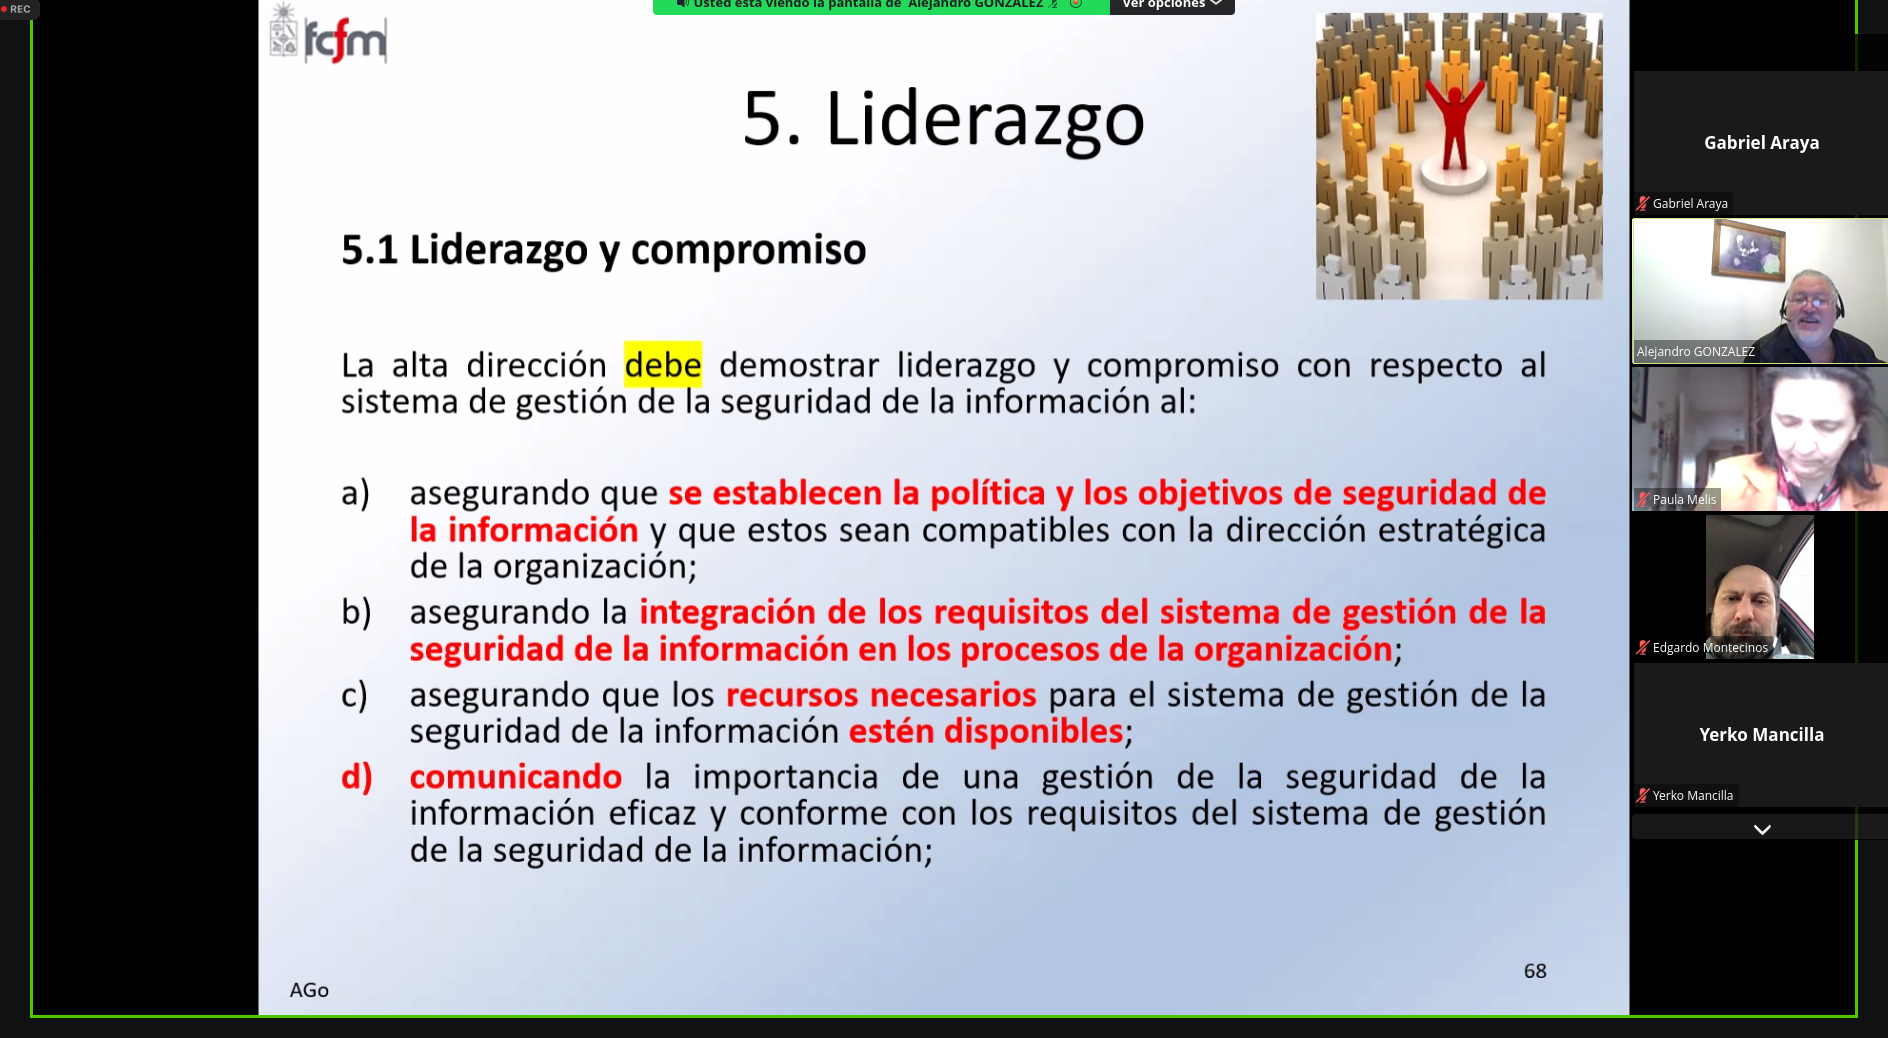 REC
Usted está viendo la pantalla de Alejandro GONZALEZ
Ver opciones
fcfm
5. Liderazgo
5.1 Liderazgo y compromiso
La alta dirección debe demostrar liderazgo y compromiso con respecto al
sistema de gestión de la seguridad de la información al:
a) asegurando que se establecen la política y los objetivos de seguridad de
la información y que estos sean compatibles con la dirección estratégica
de la organización;
b) asegurando la integración de los requisitos del sistema de gestión de la
seguridad de la información en los procesos de la organización;
c) asegurando que los recursos necesarios para el sistema de gestión de la
seguridad de la información estén disponibles;
d) comunicando la importancia de una gestión de la seguridad de la
información eficaz y conforme con los requisitos del sistema de gestión
de la seguridad de la información;
AGo
68
Gabriel Araya
Gabriel Araya
Alejandro GONZALEZ
Paula Melis
Edgardo Montecinos
Yerko Mancilla
Yerko Mancilla